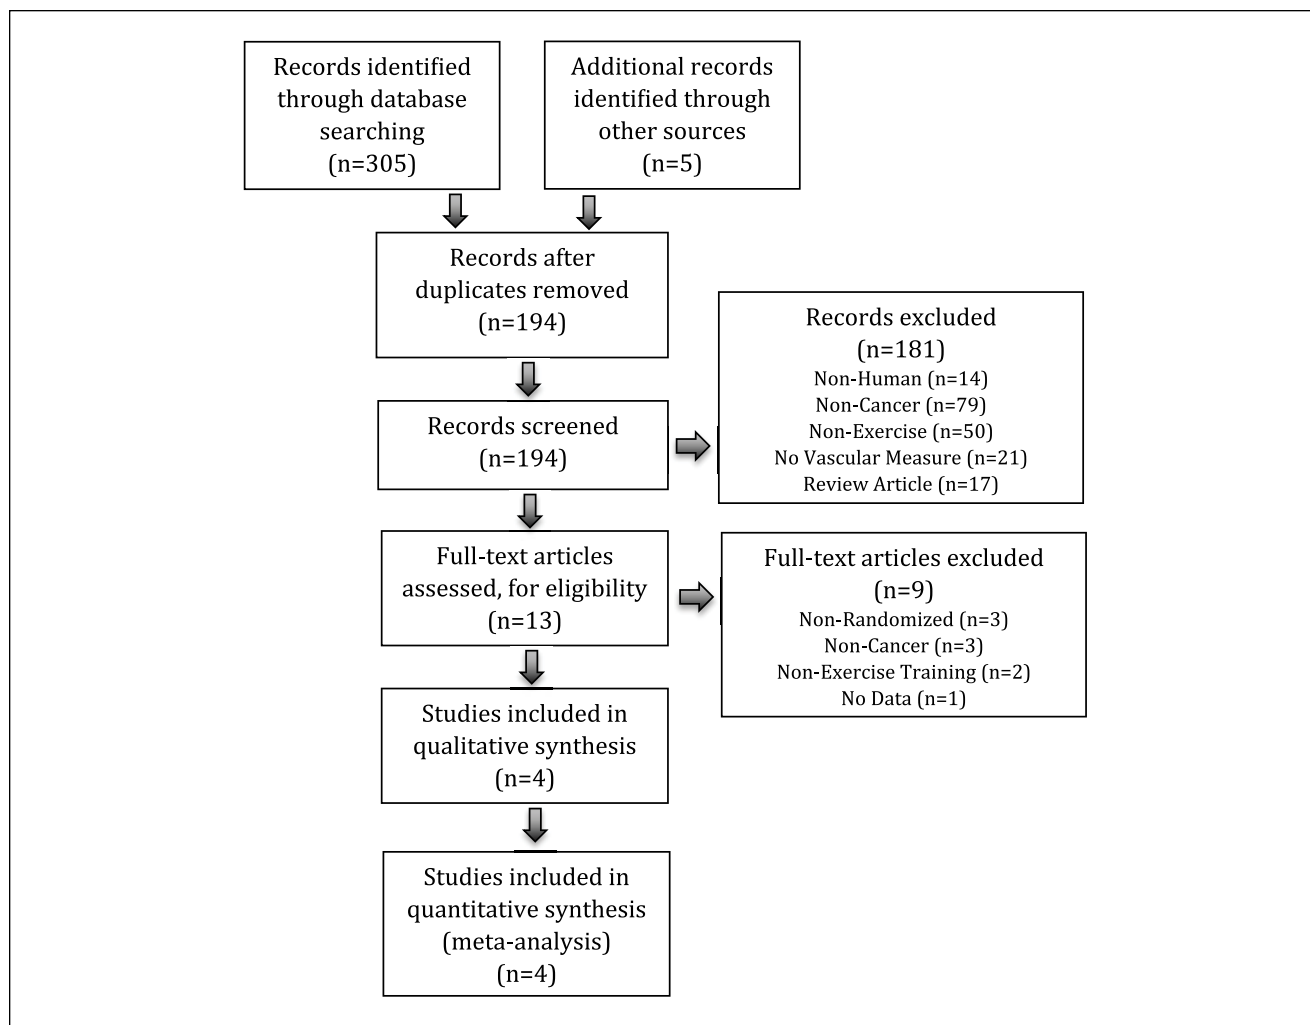 Records identified
through database
searching
(n=305)
Additional records
identified through
other sources
(n=5)
Records after
duplicates removed
(n=194)
Records excluded
(n=181)
Non-Human (n=14)
Non-Cancer (n=79)
Non-Exercise (n=50)
No Vascular Measure (n=21)
Review Article (n=17)
Records screened
(n=194)
Full-text articles
assessed, for eligibility
(n=13)
Full-text articles excluded
(n=9)
Non-Randomized (n=3)
Non-Cancer (n=3)
Non-Exercise Training (n=2)
No Data (n=1)
Studies included in
qualitative synthesis
(n=4)
Studies included in
quantitative synthesis
(meta-analysis)
(n=4)